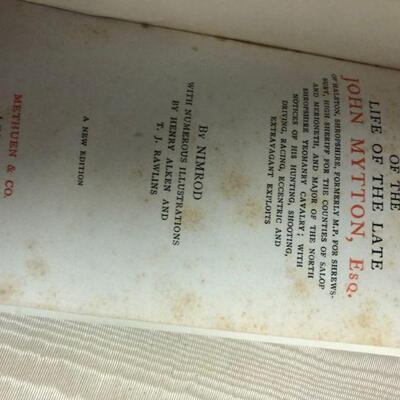 OF THE
LIFE OF THE LATE
JOHN MYTTON, ESQ.
OF HALSTON, SHROPSHIRE, FORMERLY M.P. FOR SHREWS-
BURY, HIGH SHERIFF FOR THE COUNTIES OF SALOP
AND MERIONETH, AND MAJOR OF THE NORTH
SHROPSHIRE YEOMANRY CAVALRY; WITH
NOTICES OF HIS HUNTING, SHOOTING,
DRIVING, RACING, ECCENTRIC AND
EXTRAVAGANT EXPLOITS
BY NIMROD
WITH NUMEROUS ILLUSTRATIONS
BY HENRY ALKEN AND
T. J. RAWLINS
A NEW EDITION
METHUEN & CO.